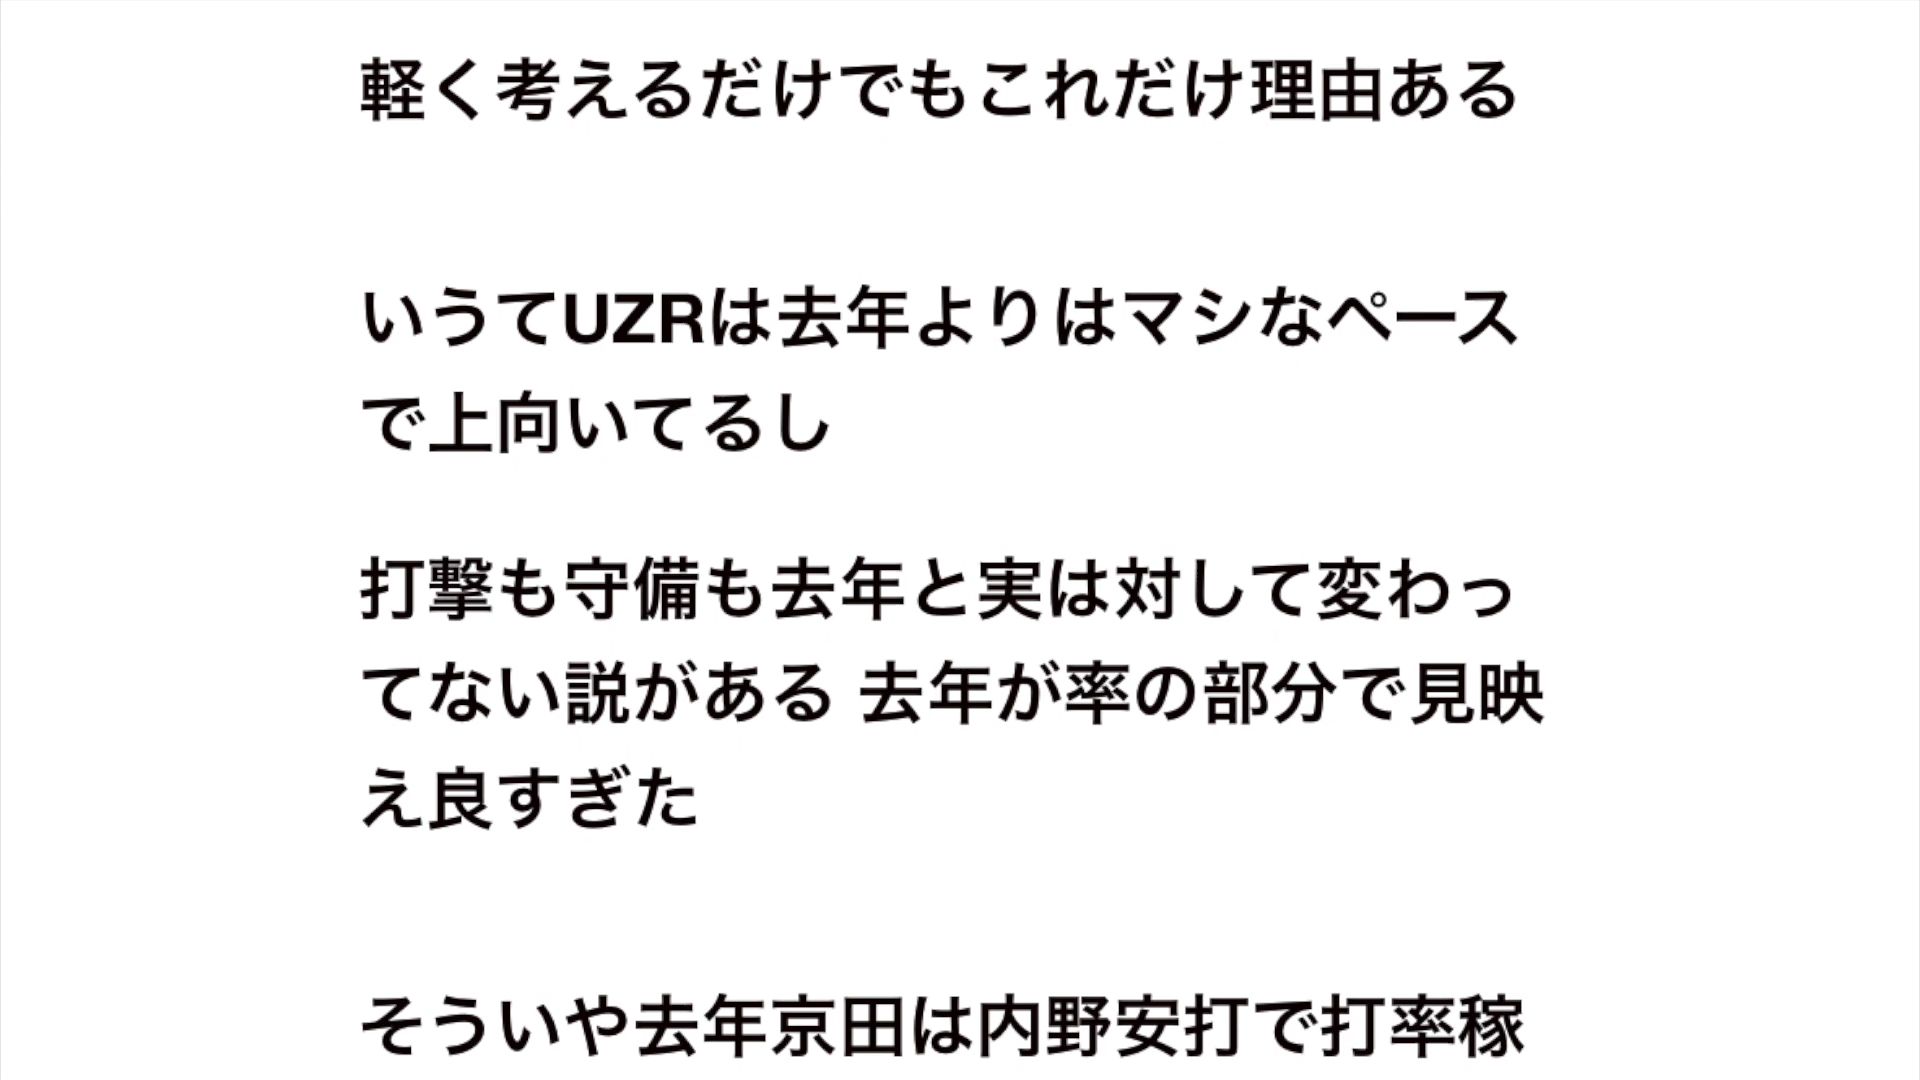 軽く考えるだけでもこれだけ理由ある
いうてUZRは去年よりはマシなペース
で上向いてるし
打撃も守備も去年と実は対して変わっ
てない説がある 去年が率の部分で見映
え良すぎた
そういや去年京田は内野安打で打率稼